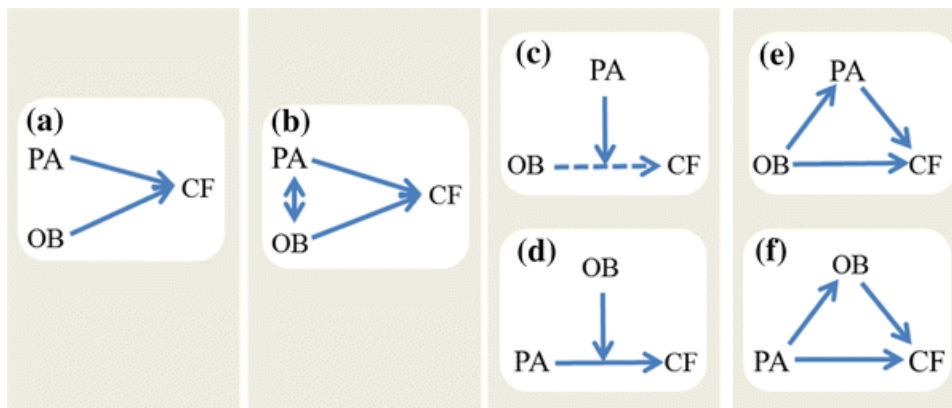 (a)
PA
CF
OB
(b)
PA
CF
OB
(c)
PA
OB CF
(d)
OB
PA CF
(e)
PA
OB CF
(f)
OB
PA CF